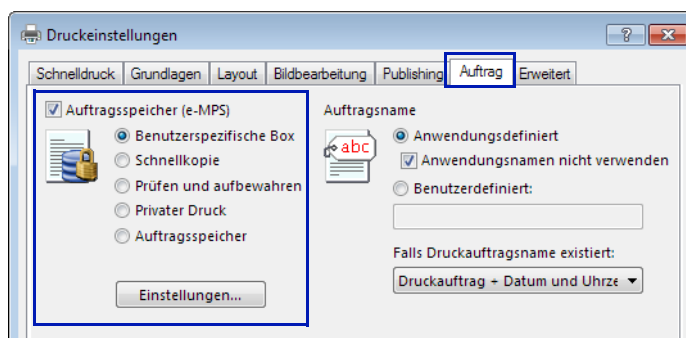 Druckeinstellungen
Schnelldruck Grundlagen Layout Bildbearbeitung Publishing Auftrag Erweitert
Auftragsspeicher (e-MPS)
Benutzerspezifische Box
Schnellkopie
Prüfen und aufbewahren
Privater Druck
Auftragsspeicher
Einstellungen...
Auftragsname
abc
Anwendungsdefiniert
Anwendungsnamen nicht verwenden
Benutzerdefiniert:
Falls Druckauftragsname existiert:
Druckauftrag + Datum und Uhrze